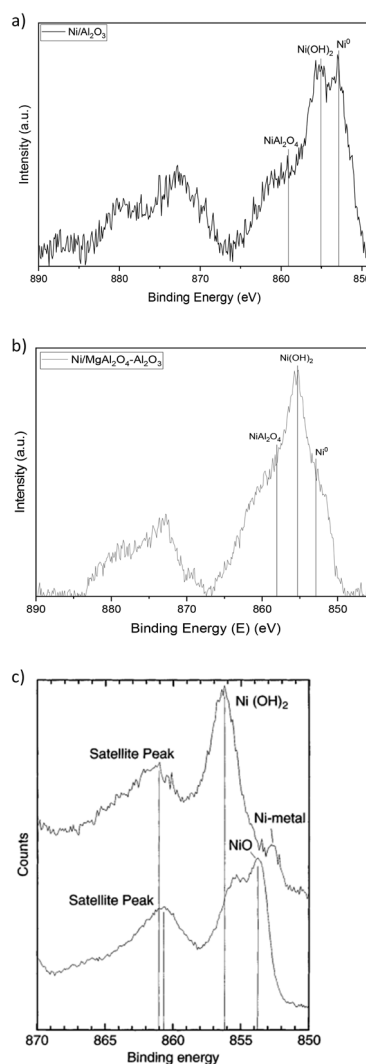 a)
Ni/Al₂O₃
Ni(OH)₂
Ni⁰
NiAl₂O₄
Intensity (a.u.)
890 880 870 860 850
Binding Energy (eV)
b)
Ni/MgAl₂O₄-Al₂O₃
Ni(OH)₂
NiAl₂O₄
Ni⁰
Intensity (a.u.)
890 880 870 860 850
Binding Energy (E) (eV)
c)
Ni (OH)₂
Satellite Peak
Ni-metal
NiO
Satellite Peak
Counts
870 865 860 855 850
Binding energy